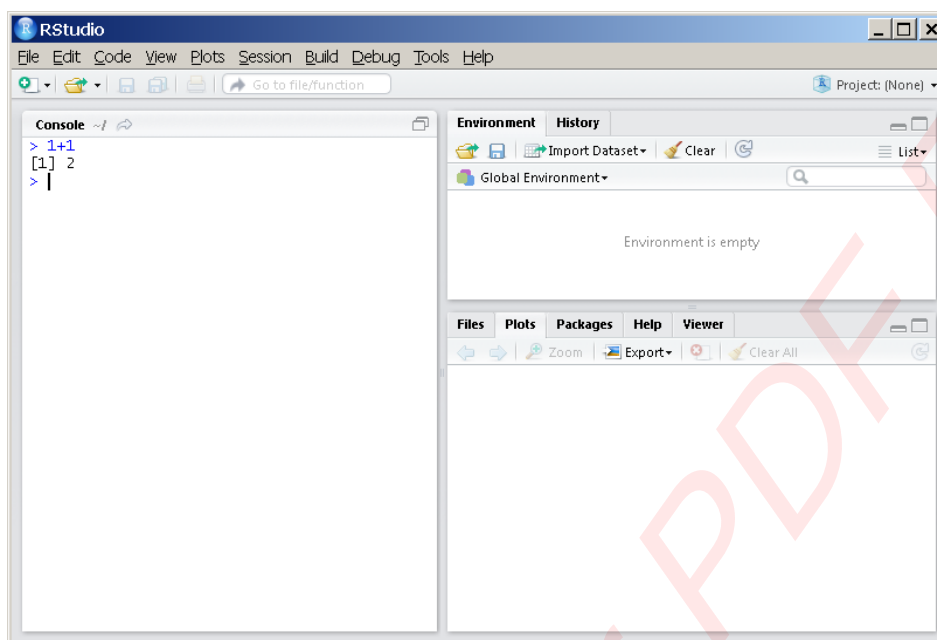 RStudio
File Edit Code View Plots Session Build Debug Tools Help
Go to file/function
Project: (None)
Console ~/
> 1+1
[1] 2
>
Environment History
Import Dataset Clear
List
Global Environment
Environment is empty
Files Plots Packages Help Viewer
Zoom Export Clear All
PDF